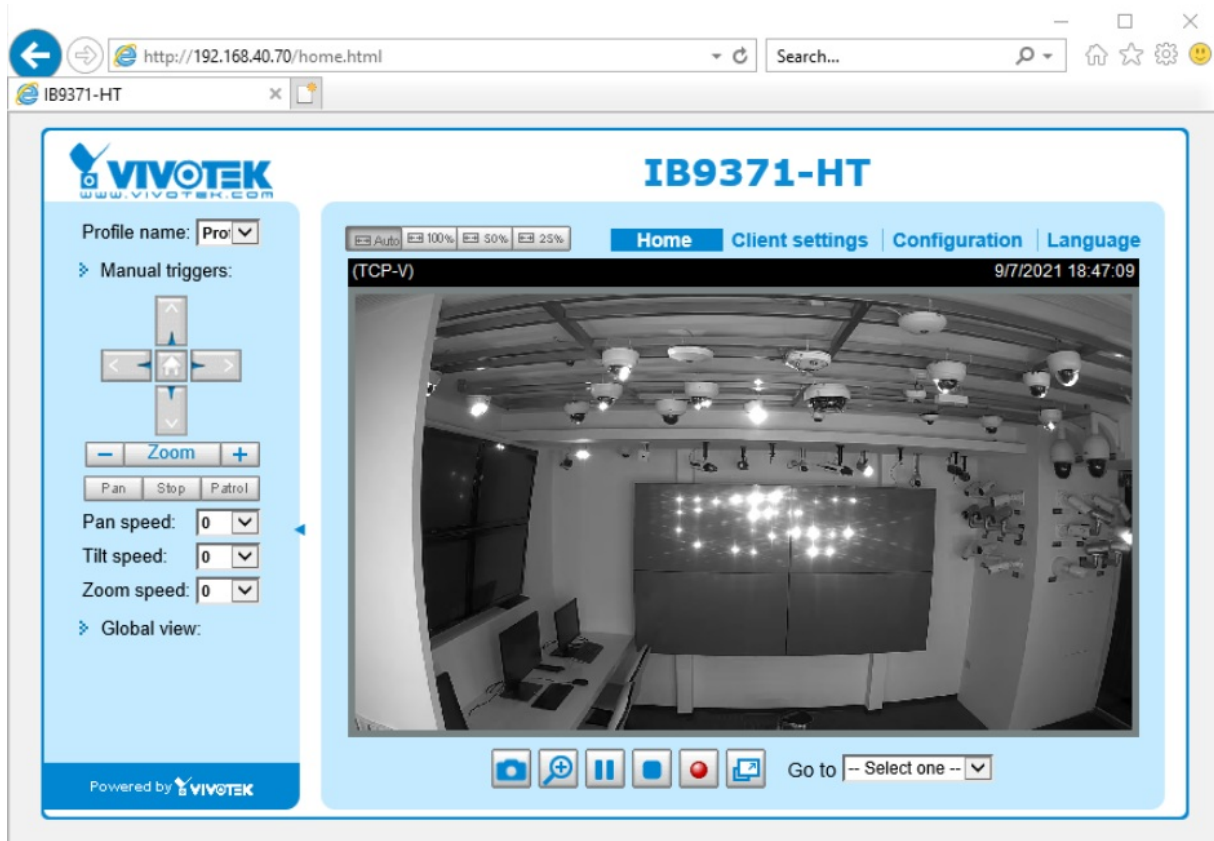 http://192.168.40.70/home.html
Search...
IB9371-HT
VIVOTEK
www.vivotek.com
IB9371-HT
Profile name:
Manual triggers:
Zoom
Pan Stop Patrol
Pan speed: 0
Tilt speed: 0
Zoom speed: 0
Global view:
Powered by VIVOTEK
Auto 100% 50% 25%
Home Client settings Configuration Language
(TCP-V) 9/7/2021 18:47:09
Go to -- Select one --